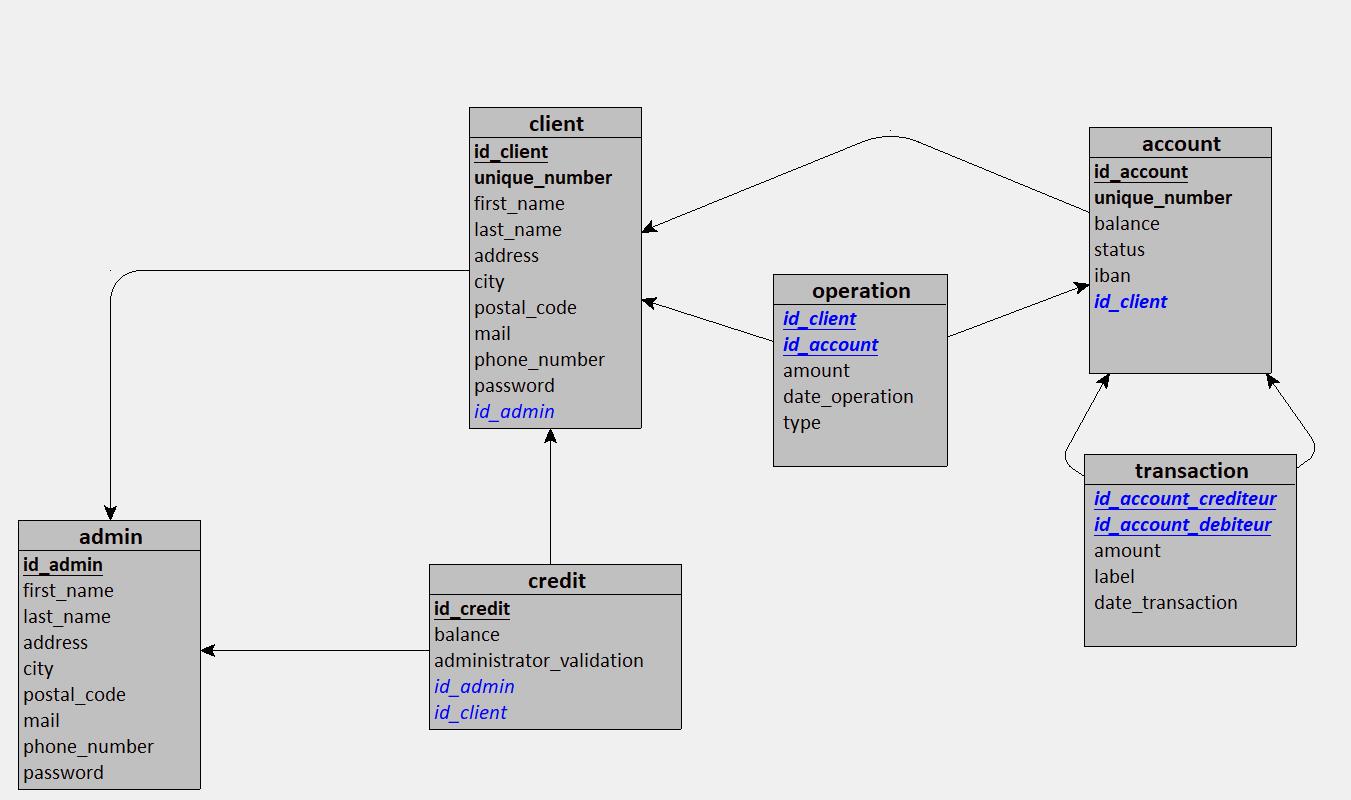 client
id_client
unique_number
first_name
last_name
address
city
postal_code
mail
phone_number
password
id_admin
account
id_account
unique_number
balance
status
iban
id_client
operation
id_client
id_account
amount
date_operation
type
transaction
id_account_crediteur
id_account_debiteur
amount
label
date_transaction
admin
id_admin
first_name
last_name
address
city
postal_code
mail
phone_number
password
credit
id_credit
balance
administrator_validation
id_admin
id_client